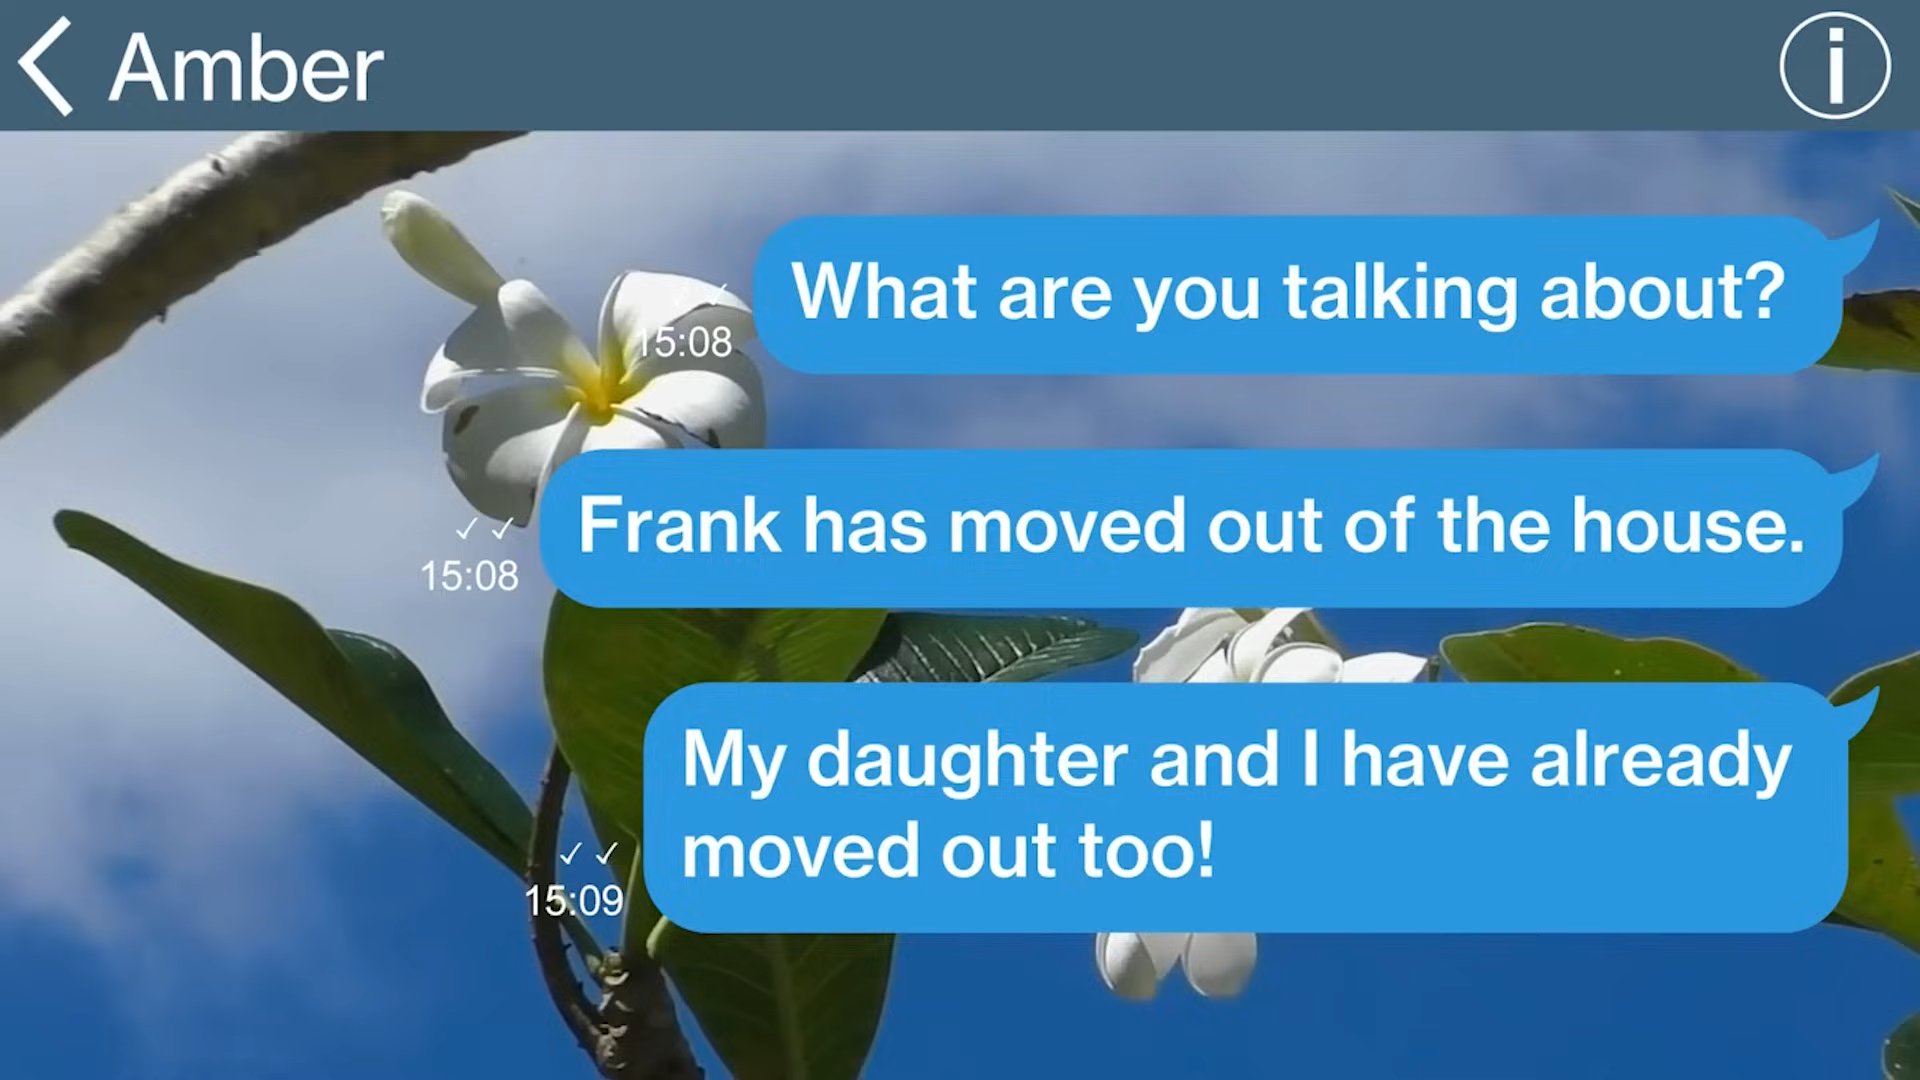 Amber
What are you talking about?
15:08
Frank has moved out of the house.
15:08
My daughter and I have already
moved out too!
15:09